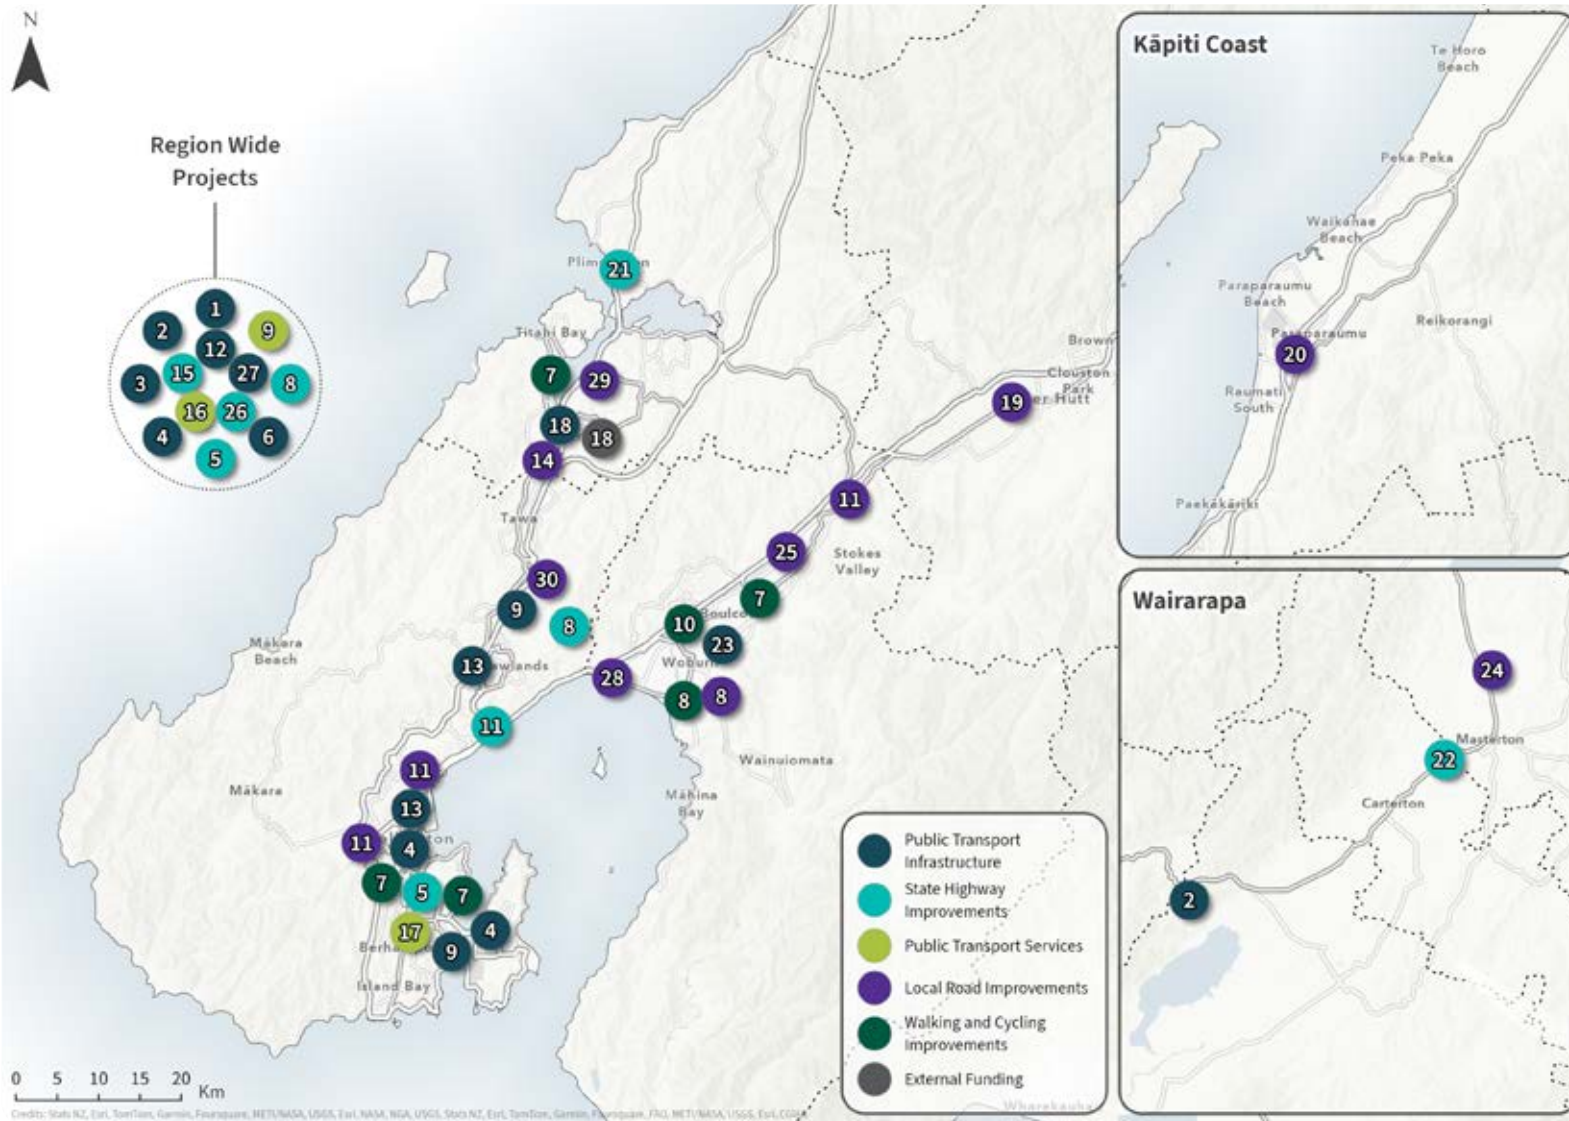 N
Region Wide
Projects
1
2
9
12
15
27
3
8
16
26
4
6
5
21
Titahi Bay
7
29
18
18
14
Tawa
30
9
8
13
Mākara
Beach
11
11
Mākara
13
11
4
7
5
7
17
4
9
Island Bay
Brown
Clouston
Park
19
11
25
Stokes
Valley
7
10
23
28
8
8
Wainuiomata
Māhina
Bay
Public Transport
Infrastructure
State Highway
Improvements
Public Transport Services
Local Road Improvements
Walking and Cycling
Improvements
External Funding
Kāpiti Coast
Te Horo
Beach
Peka Peka
Waikanae
Beach
Paraparaumu
Beach
Reikorangi
Paraparaumu
20
Raumati
South
Paekākāriki
Wairarapa
24
Masterton
22
Carterton
2
0 5 10 15 20 Km